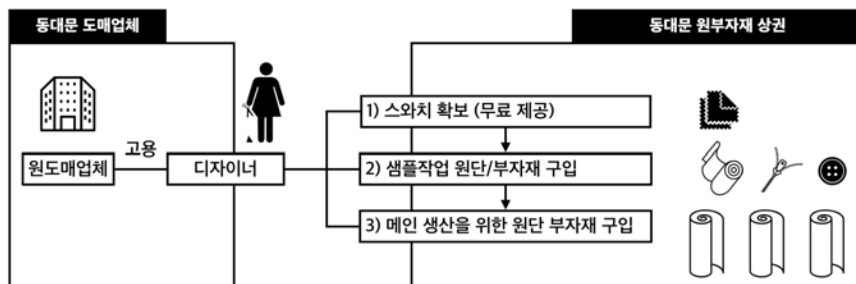 동대문 도매업체
동대문 원부자재 상권
1) 스와치 확보 (무료 제공)
고용
원도매업체
디자이너
2) 샘플작업 원단/부자재 구입
3) 메인 생산을 위한 원단 부자재 구입